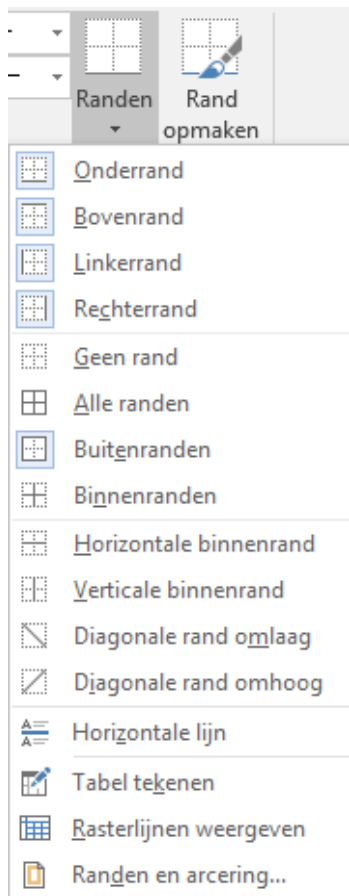 Randen
Rand
opmaken
Onderrand
Bovenrand
Linkerrand
Rechterrand
Geen rand
Alle randen
Buitenranden
Binnenranden
Horizontale binnenrand
Verticale binnenrand
Diagonale rand omlaag
Diagonale rand omhoog
Horizontale lijn
Tabel tekenen
Rasterlijnen weergeven
Randen en arcering...